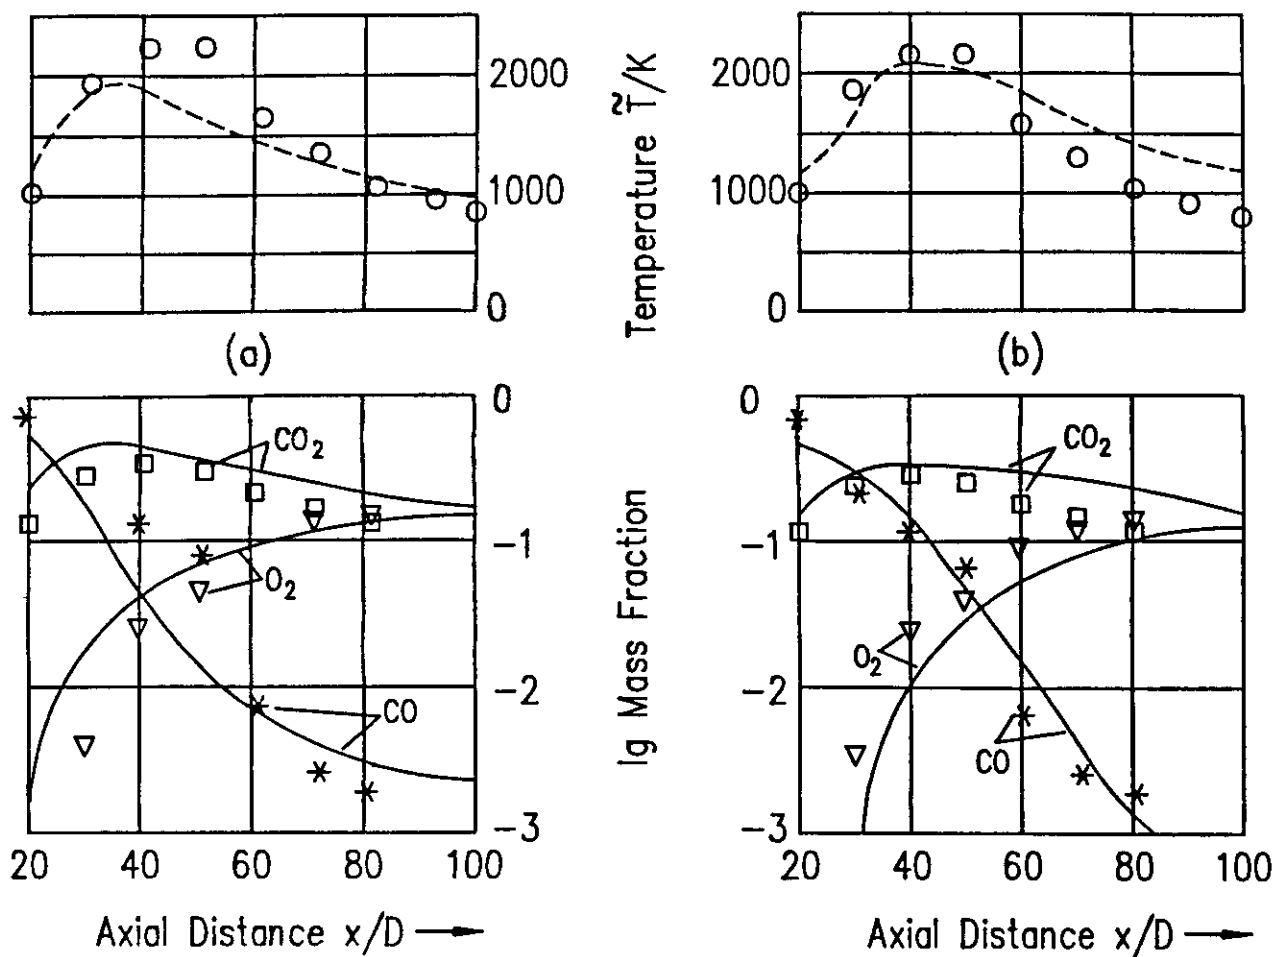 2000
1000
0
Temperature T̃/K
2000
1000
0
(a)
(b)
0
-1
-2
-3
CO₂
O₂
CO
20 40 60 80 100
Axial Distance x/D →
lg Mass Fraction
0
-1
-2
-3
CO₂
O₂
CO
20 40 60 80 100
Axial Distance x/D →